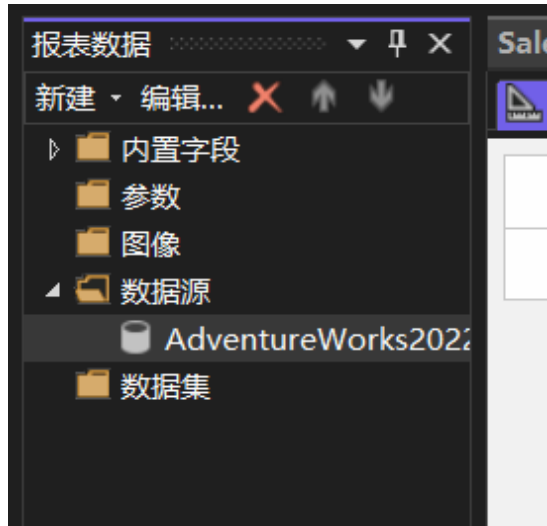 报表数据
Sale
新建 编辑...
内置字段
参数
图像
数据源
AdventureWorks2022
数据集